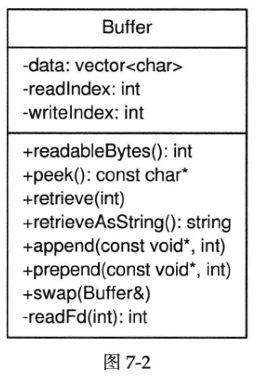 Buffer
-data: vector<char>
-readIndex: int
-writeIndex: int
+readableBytes(): int
+peek(): const char*
+retrieve(int)
+retrieveAsString(): string
+append(const void*, int)
+prepend(const void*, int)
+swap(Buffer&)
-readFd(int): int
图 7-2